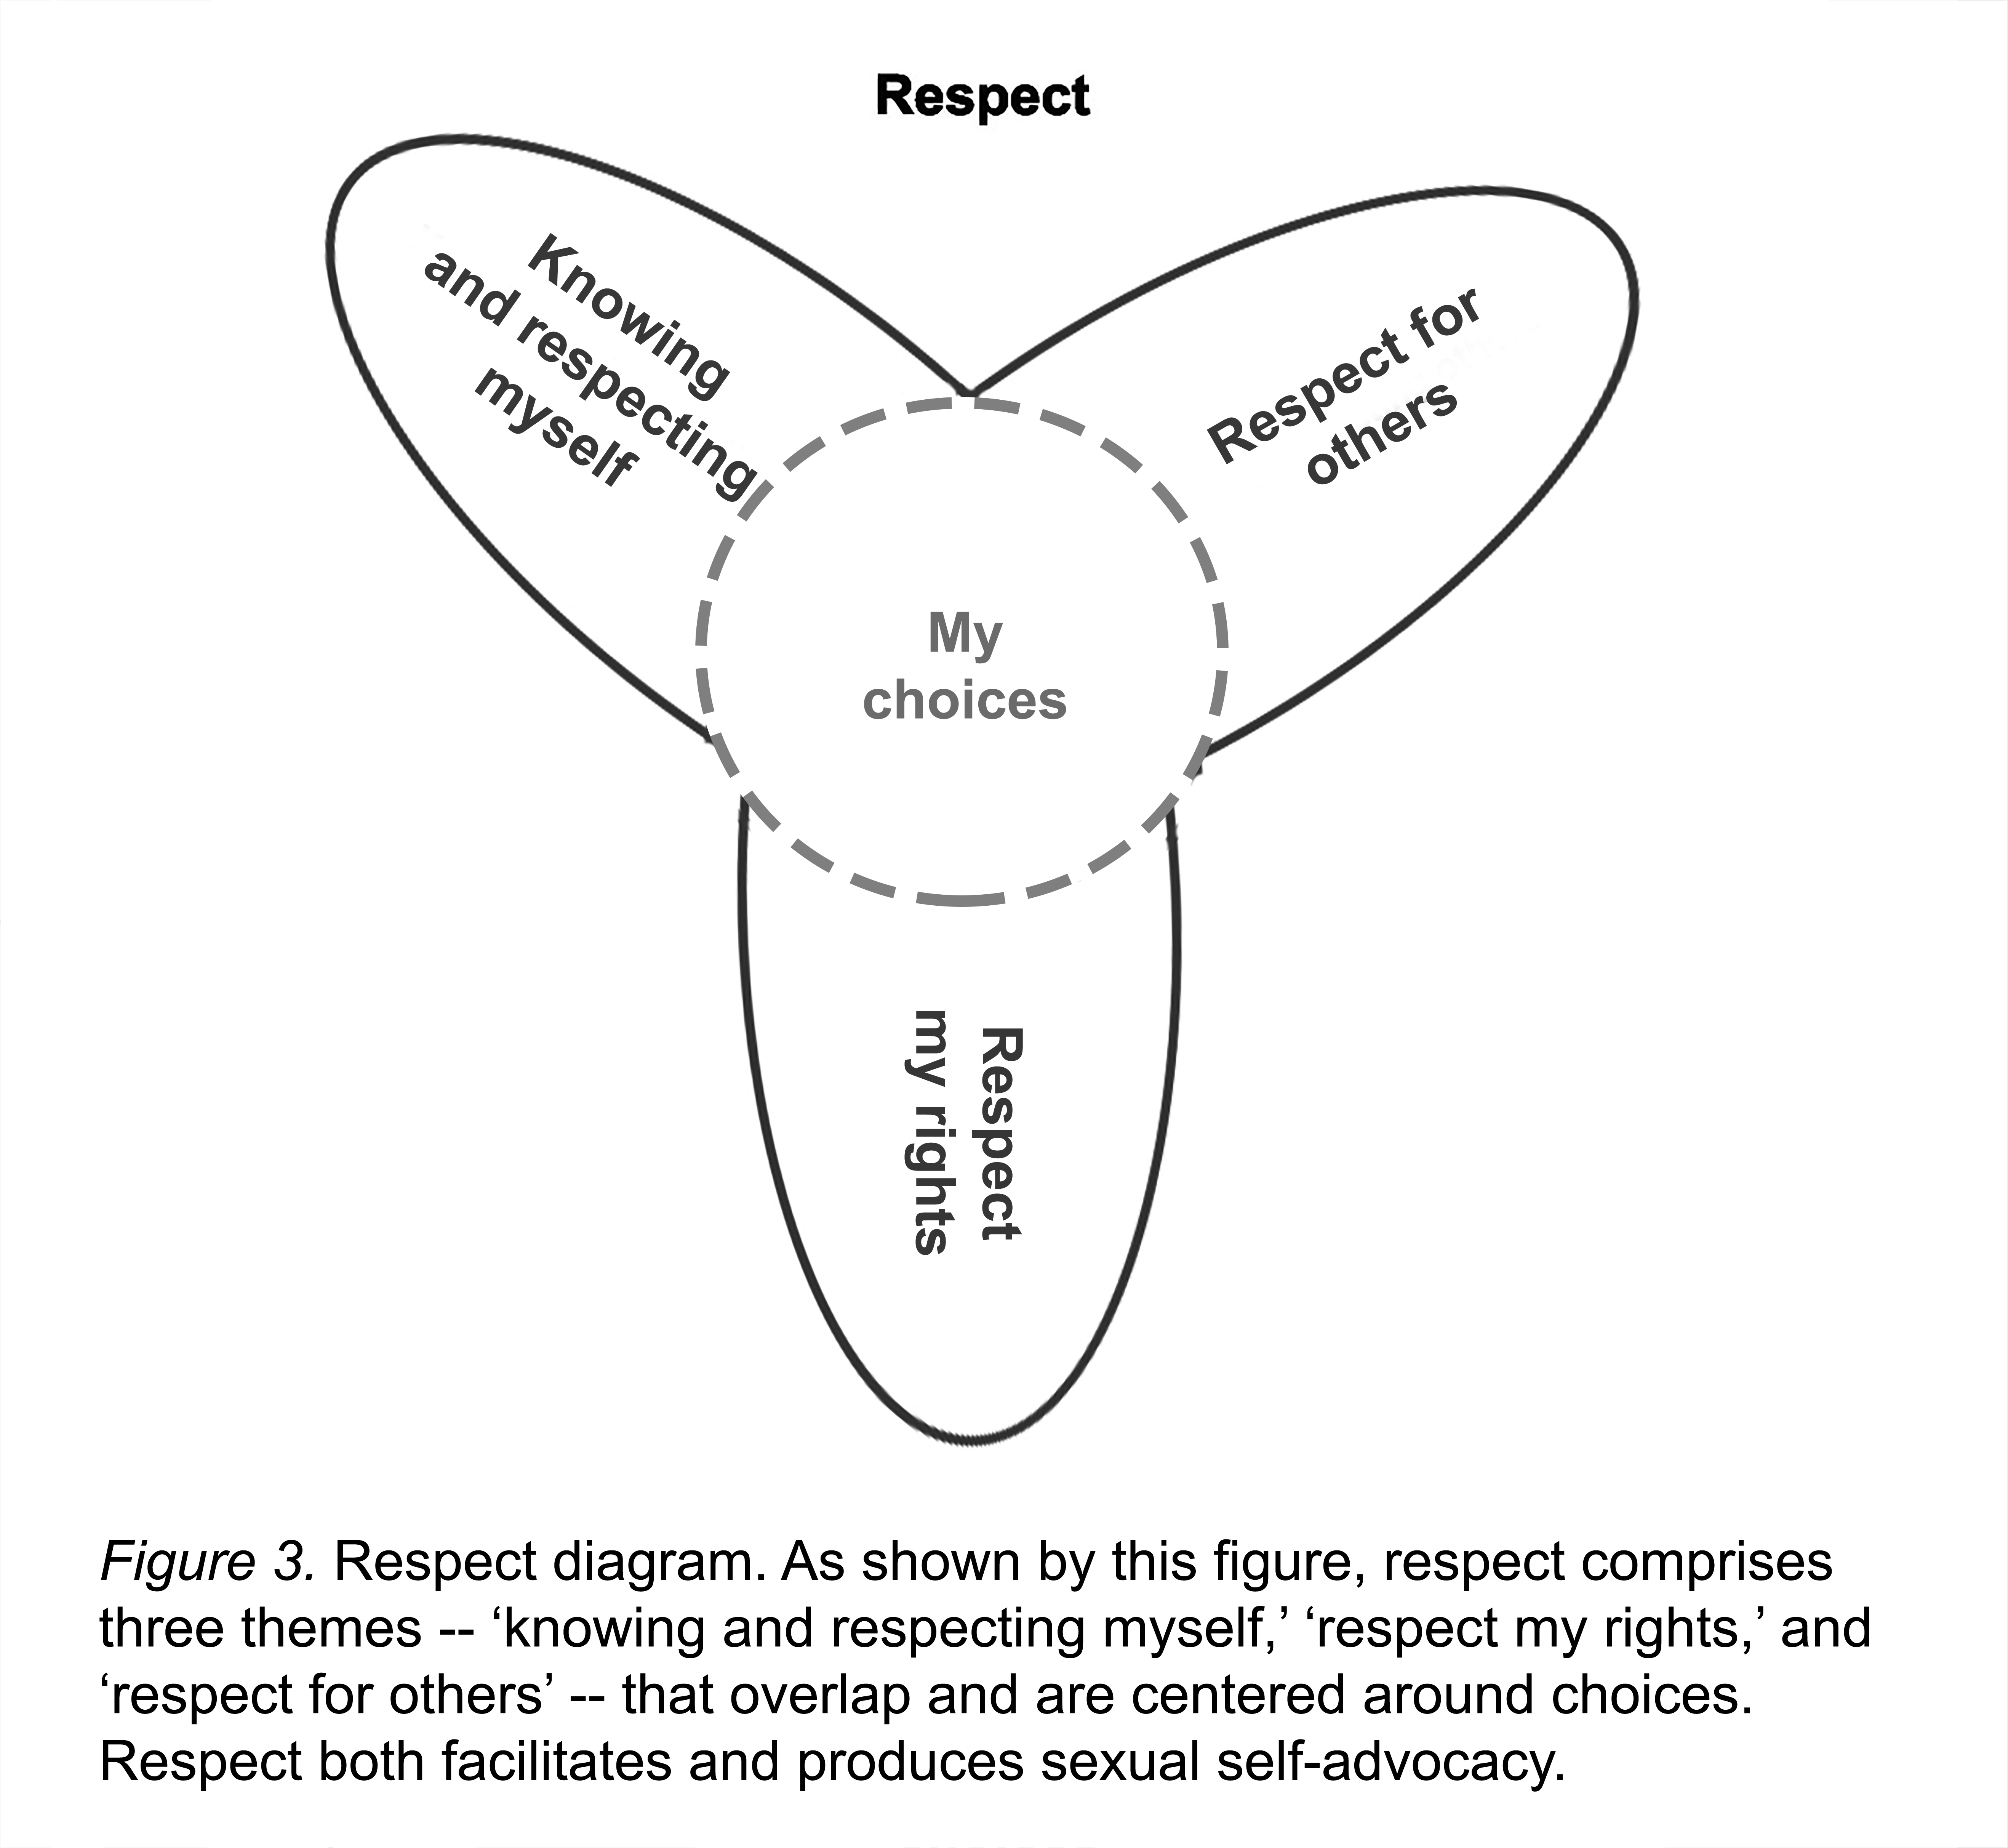 Respect
Knowing
and respecting
myself
Respect for
others
My
choices
Respect
my rights
Figure 3. Respect diagram. As shown by this figure, respect comprises
three themes -- ‘knowing and respecting myself,’ ‘respect my rights,’ and
‘respect for others’ -- that overlap and are centered around choices.
Respect both facilitates and produces sexual self-advocacy.